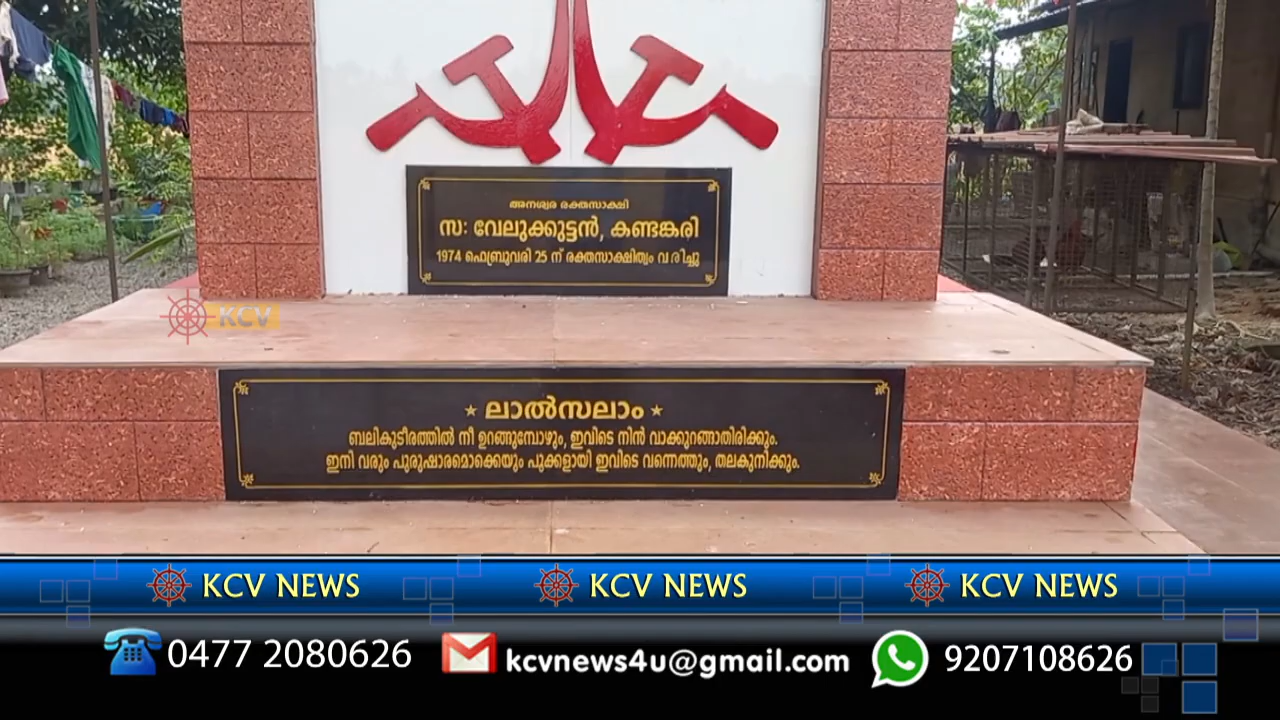 അനശ്വര രക്തസാക്ഷി
സഃ വേലൂക്കുട്ടൻ, കണ്ടങ്കരി
1974 ഫെബ്രുവരി 25 ന് രക്തസാക്ഷിത്വം വരിച്ചു
KCV
★ ലാൽസലാം ★
ബലികുടീരത്തിൽ നീ ഉറങ്ങുമ്പോഴും, ഇവിടെ നിൻ വാക്കുറങ്ങാതിരിക്കും.
ഇനി വരും പുരുഷാരമൊക്കെയും പൂക്കളായി ഇവിടെ വന്നെത്തും, തലകുനിക്കും.
KCV NEWS KCV NEWS KCV NEWS
0477 2080626 kcvnews4u@gmail.com 9207108626